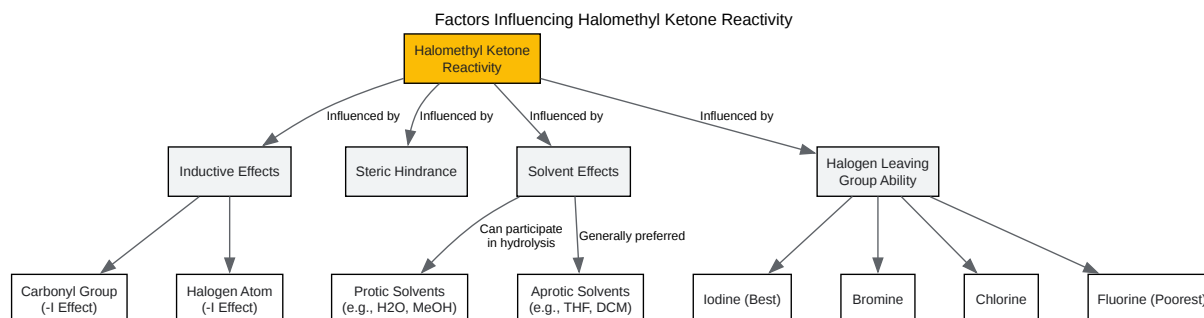 Factors Influencing Halomethyl Ketone Reactivity
Halomethyl Ketone
Reactivity
Influenced by
Influenced by
Influenced by
Influenced by
Inductive Effects
Steric Hindrance
Solvent Effects
Halogen Leaving
Group Ability
Can participate
in hydrolysis
Generally preferred
Carbonyl Group
(-I Effect)
Halogen Atom
(-I Effect)
Protic Solvents
(e.g., H2O, MeOH)
Aprotic Solvents
(e.g., THF, DCM)
Iodine (Best)
Bromine
Chlorine
Fluorine (Poorest)